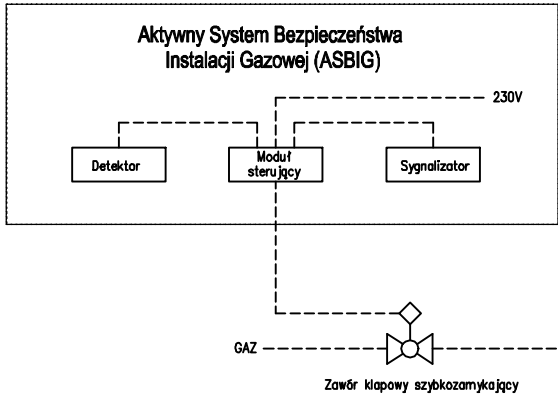 Aktywny System Bezpieczeństwa
Instalacji Gazowej (ASBIG)
230V
Detektor
Moduł
sterujący
Sygnalizator
GAZ
Zawór klapowy szybkozamykający